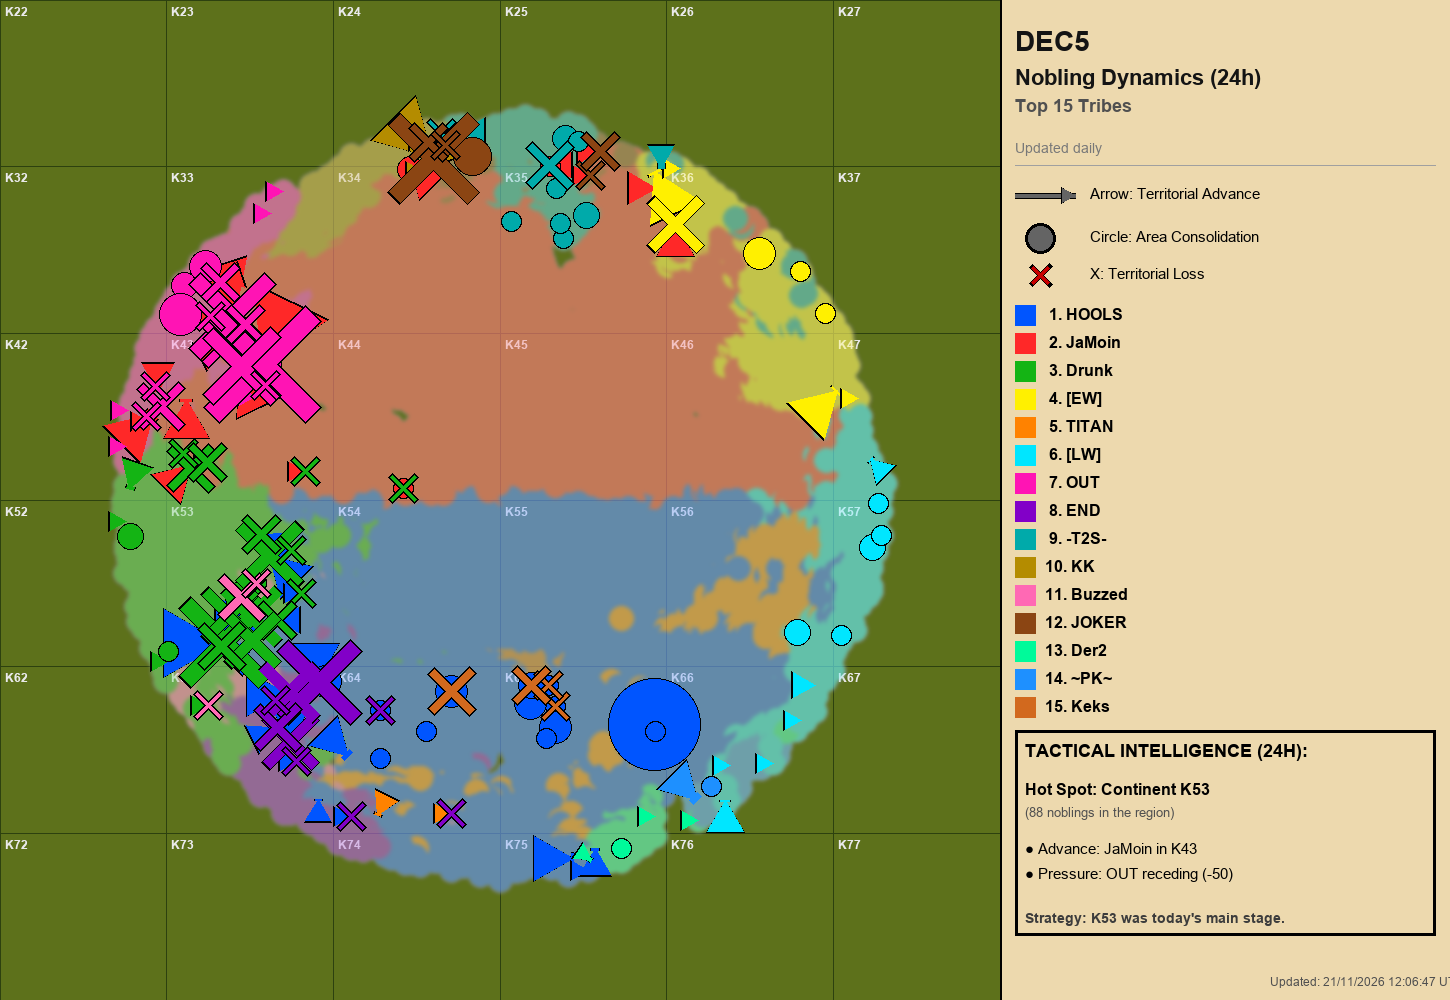 K22 K23 K24 K25 K26 K27
K32 K33 K34 K35 K36 K37
K42 K43 K44 K45 K46 K47
K52 K53 K54 K55 K56 K57
K62 K63 K64 K65 K66 K67
K72 K73 K74 K75 K76 K77
DEC5
Nobling Dynamics (24h)
Top 15 Tribes
Updated daily
Arrow: Territorial Advance
Circle: Area Consolidation
X: Territorial Loss
1. HOOLS
2. JaMoin
3. Drunk
4. [EW]
5. TITAN
6. [LW]
7. OUT
8. END
9. -T2S-
10. KK
11. Buzzed
12. JOKER
13. Der2
14. ~PK~
15. Keks
TACTICAL INTELLIGENCE (24H):
Hot Spot: Continent K53
(88 noblings in the region)
● Advance: JaMoin in K43
● Pressure: OUT receding (-50)
Strategy: K53 was today's main stage.
Updated: 21/11/2026 12:06:47